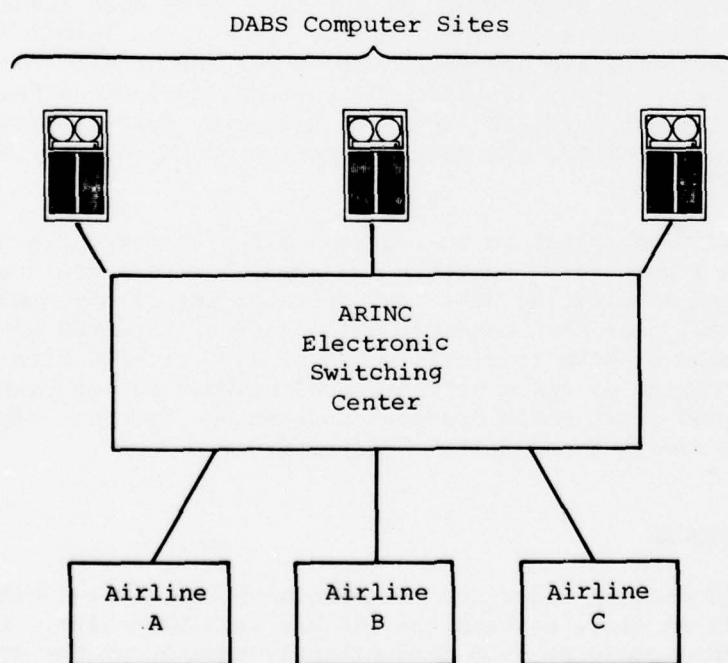 DABS Computer Sites
ARINC
Electronic
Switching
Center
Airline
A
Airline
B
Airline
C